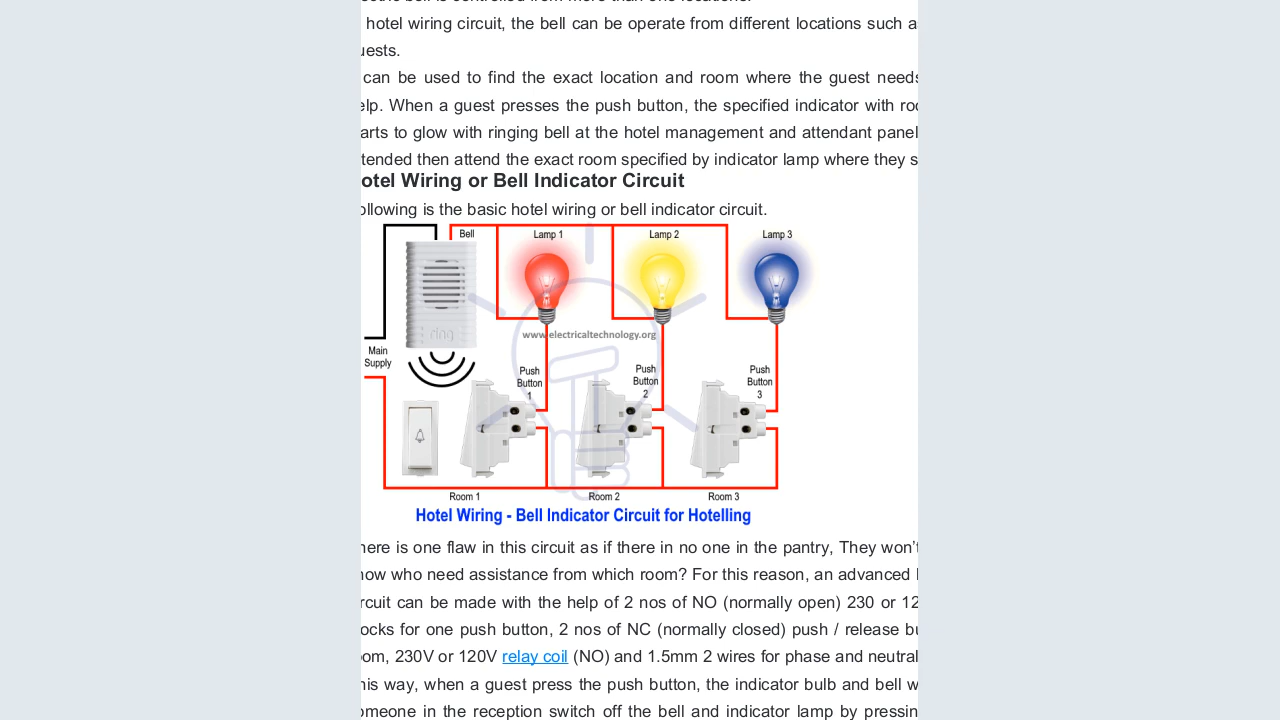 hotel wiring circuit, the bell can be operate from different locations such
uests.
can be used to find the exact location and room where the guest needs
elp. When a guest presses the push button, the specified indicator with
arts to glow with ringing bell at the hotel management and attendant panel
tended then attend the exact room specified by indicator lamp where they
otel Wiring or Bell Indicator Circuit
ollowing is the basic hotel wiring or bell indicator circuit.
Bell
Lamp 1
Lamp 2
Lamp 3
ring
www.electricaltechnology.org
Main
Supply
Push
Button
1
Push
Button
2
Push
Button
3
Room 1
Room 2
Room 3
Hotel Wiring - Bell Indicator Circuit for Hotelling
here is one flaw in this circuit as if there in no one in the pantry, They won't
now who need assistance from which room? For this reason, an advanced
rcuit can be made with the help of 2 nos of NO (normally open) 230 or 12
ocks for one push button, 2 nos of NC (normally closed) push / release
oom, 230V or 120V relay coil (NO) and 1.5mm 2 wires for phase and neutral
his way, when a guest press the push button, the indicator bulb and bell
omeone in the reception switch off the bell and indicator lamp by pressin